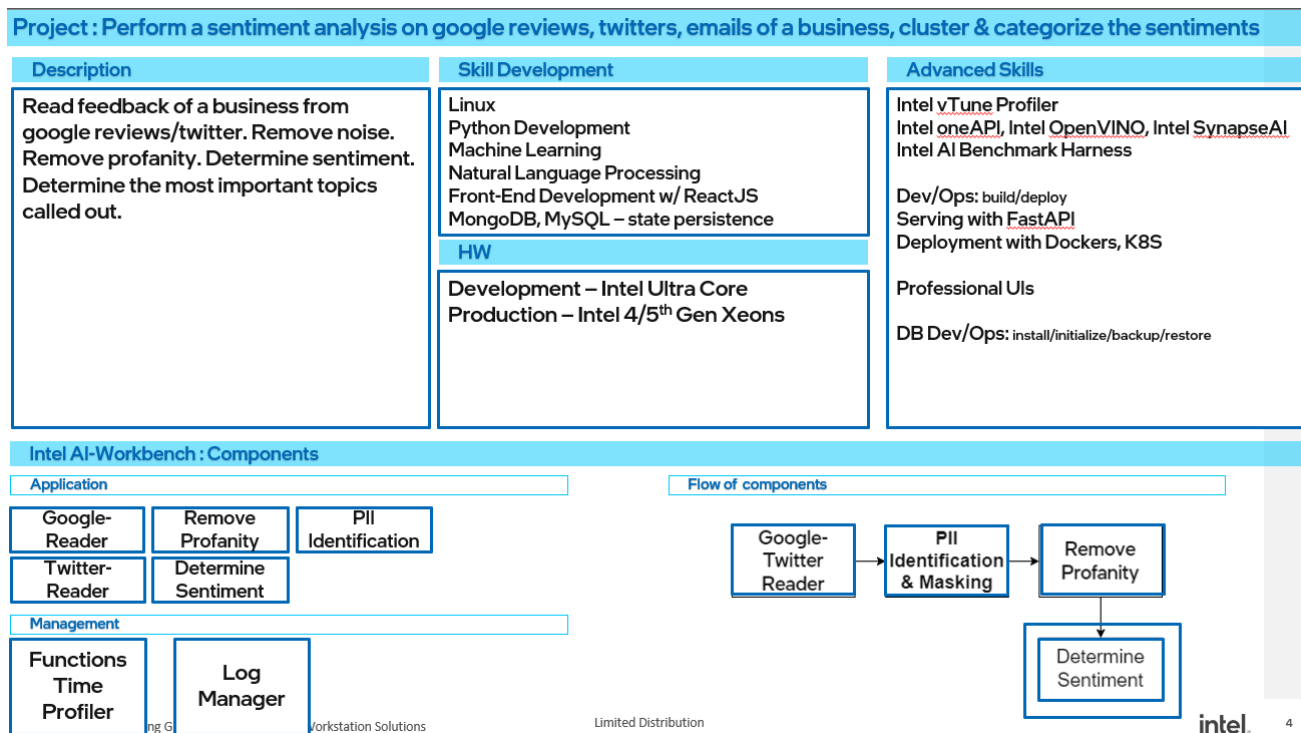 Project : Perform a sentiment analysis on google reviews, twitters, emails of a business, cluster & categorize the sentiments
Description
Read feedback of a business from
google reviews/twitter. Remove noise.
Remove profanity. Determine sentiment.
Determine the most important topics
called out.
Skill Development
Linux
Python Development
Machine Learning
Natural Language Processing
Front-End Development w/ ReactJS
MongoDB, MySQL – state persistence
HW
Development – Intel Ultra Core
Production – Intel 4/5th Gen Xeons
Advanced Skills
Intel vTune Profiler
Intel oneAPI, Intel OpenVINO, Intel SynapseAI
Intel AI Benchmark Harness
Dev/Ops: build/deploy
Serving with FastAPI
Deployment with Dockers, K8S
Professional UIs
DB Dev/Ops: install/initialize/backup/restore
Intel AI-Workbench : Components
Application
Google-
Reader
Remove
Profanity
PII
Identification
Twitter-
Reader
Determine
Sentiment
Management
Functions
Time
Profiler
Log
Manager
Flow of components
Google-
Twitter
Reader
PII
Identification
& Masking
Remove
Profanity
Determine
Sentiment
ng G
Workstation Solutions
Limited Distribution
intel.
4